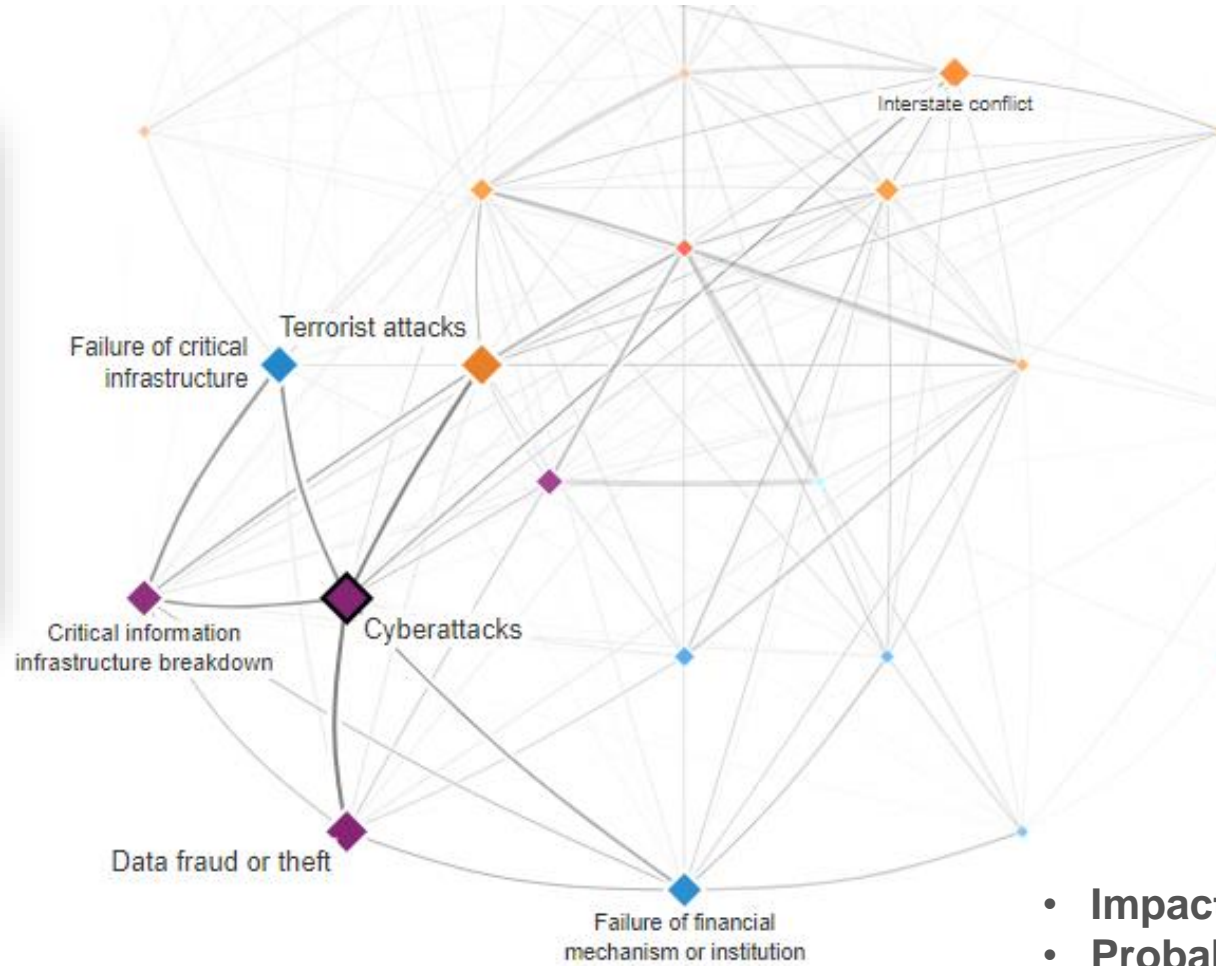 Interstate conflict
Terrorist attacks
Failure of critical
infrastructure
Cyberattacks
Critical information
infrastructure breakdown
Data fraud or theft
Failure of financial
mechanism or institution
• Impact